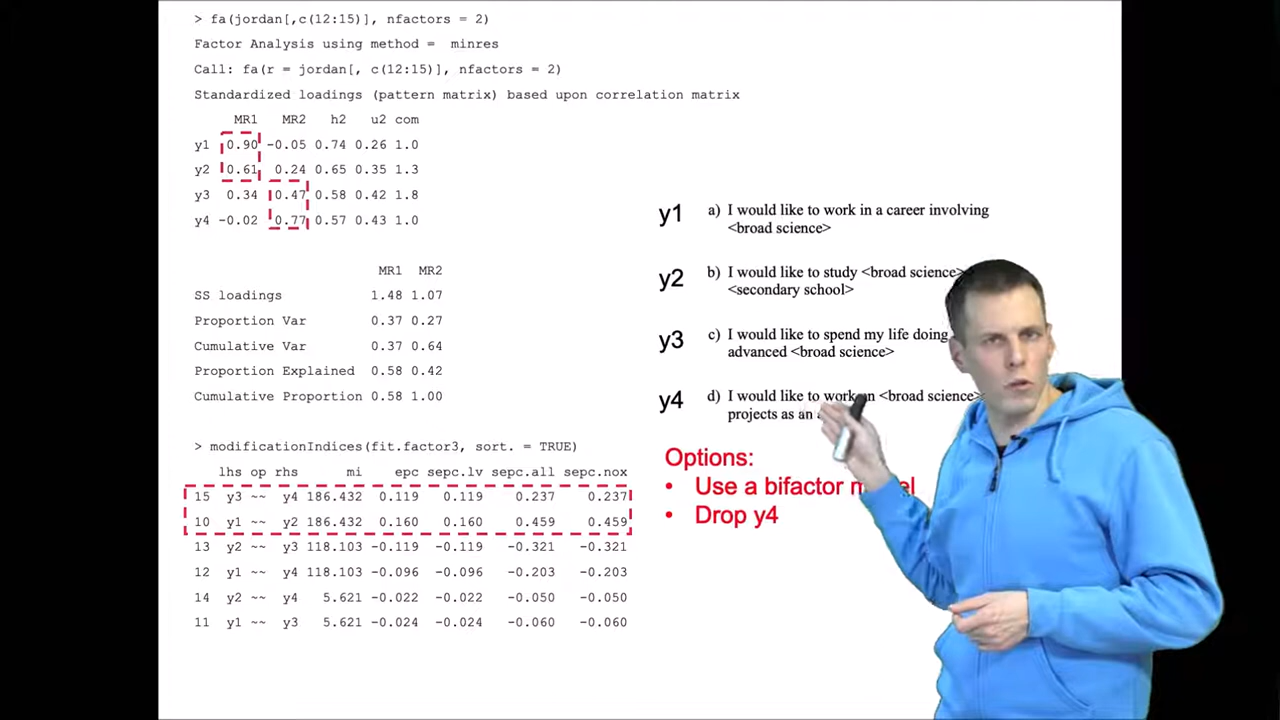 > fa(jordan[,c(12:15)], nfactors = 2)
Factor Analysis using method = minres
Call: fa(r = jordan[, c(12:15)], nfactors = 2)
Standardized loadings (pattern matrix) based upon correlation matrix
MR1 MR2 h2 u2 com
y1 0.90 -0.05 0.74 0.26 1.0
y2 0.61 0.24 0.65 0.35 1.3
y3 0.34 0.47 0.58 0.42 1.8
y4 -0.02 0.77 0.57 0.43 1.0
MR1 MR2
SS loadings 1.48 1.07
Proportion Var 0.37 0.27
Cumulative Var 0.37 0.64
Proportion Explained 0.58 0.42
Cumulative Proportion 0.58 1.00
> modificationIndices(fit.factor3, sort. = TRUE)
lhs op rhs mi epc sepc.lv sepc.all sepc.nox
15 y3 ~~ y4 186.432 0.119 0.119 0.237 0.237
10 y1 ~~ y2 186.432 0.160 0.160 0.459 0.459
13 y2 ~~ y3 118.103 -0.119 -0.119 -0.321 -0.321
12 y1 ~~ y4 118.103 -0.096 -0.096 -0.203 -0.203
14 y2 ~~ y4 5.621 -0.022 -0.022 -0.050 -0.050
11 y1 ~~ y3 5.621 -0.024 -0.024 -0.060 -0.060
y1 a) I would like to work in a career involving
<broad science>
y2 b) I would like to study <broad science>
<secondary school>
y3 c) I would like to spend my life doing
advanced <broad science>
y4 d) I would like to work on <broad science>
projects as an
Options:
• Use a bifactor model
• Drop y4